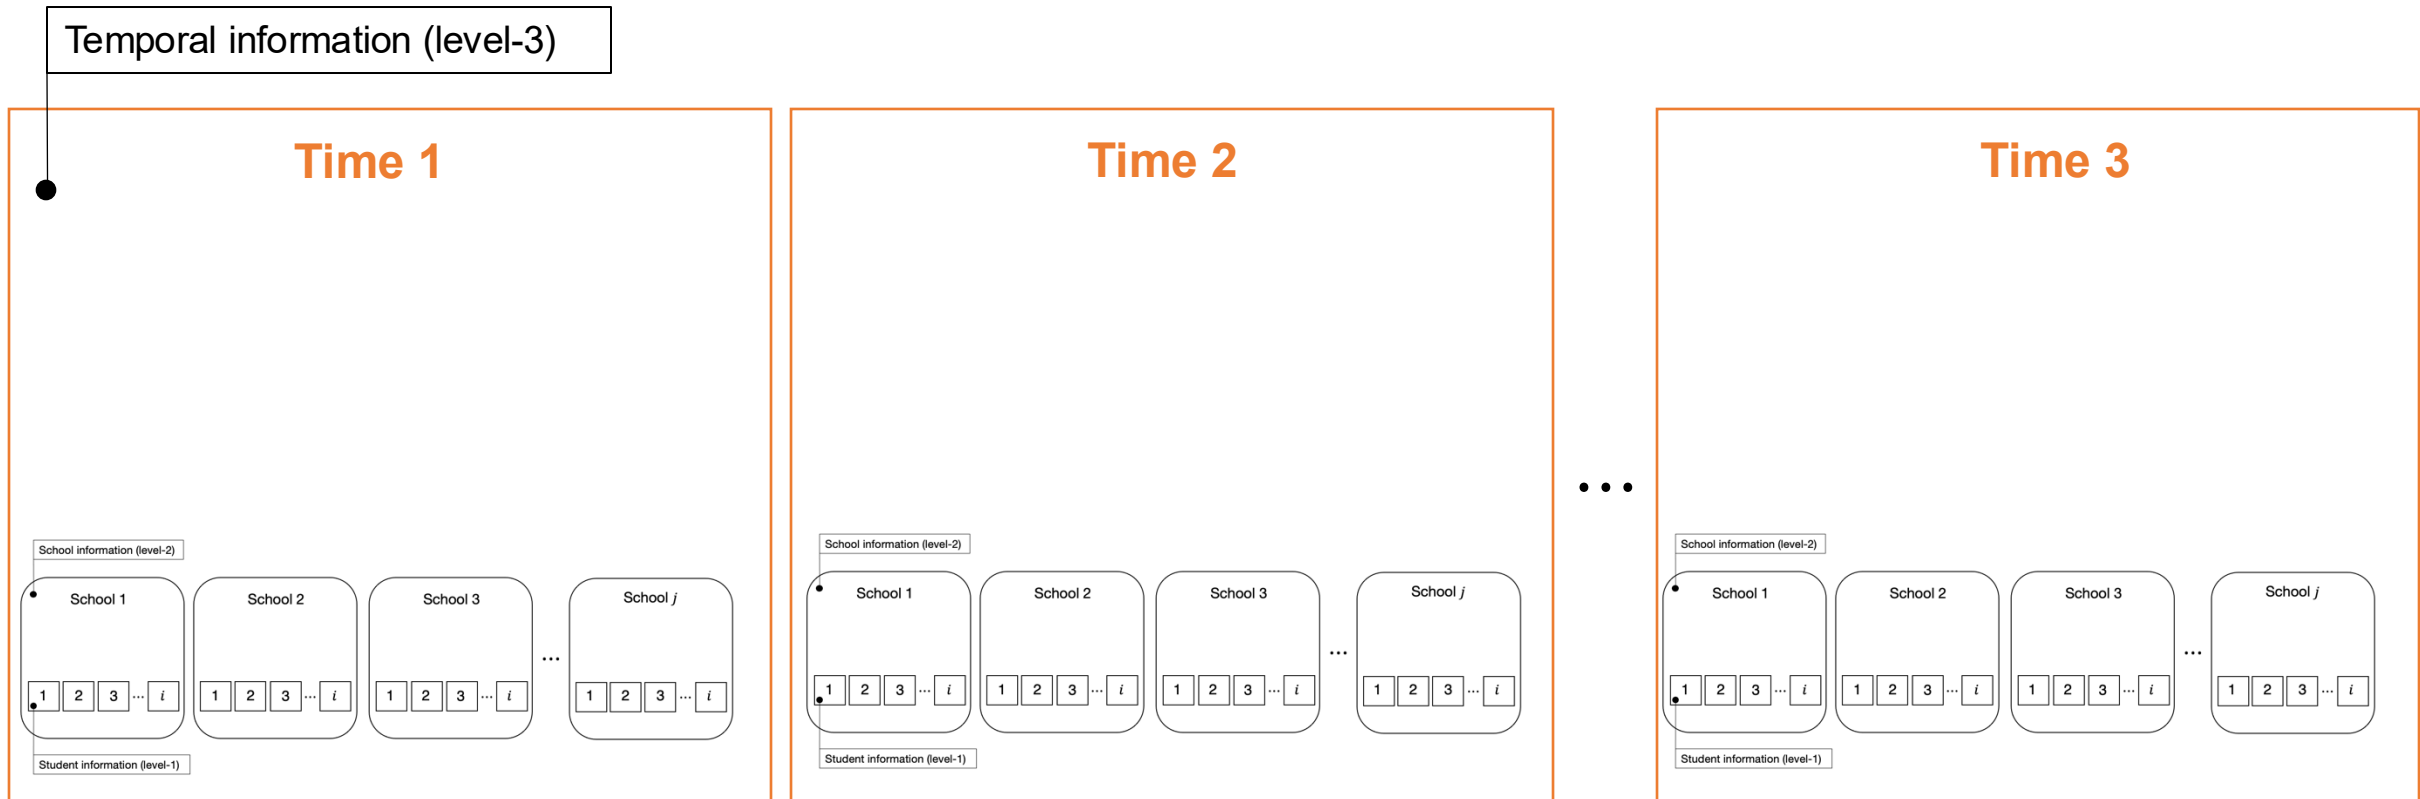 Temporal information (level-3)
Time 1
School information (level-2)
School 1 School 2 School 3 ... School j
1 2 3 ... i 1 2 3 ... i 1 2 3 ... i 1 2 3 ... i
Student information (level-1)
Time 2
School information (level-2)
School 1 School 2 School 3 ... School j
1 2 3 ... i 1 2 3 ... i 1 2 3 ... i 1 2 3 ... i
Student information (level-1)
...
Time 3
School information (level-2)
School 1 School 2 School 3 ... School j
1 2 3 ... i 1 2 3 ... i 1 2 3 ... i 1 2 3 ... i
Student information (level-1)